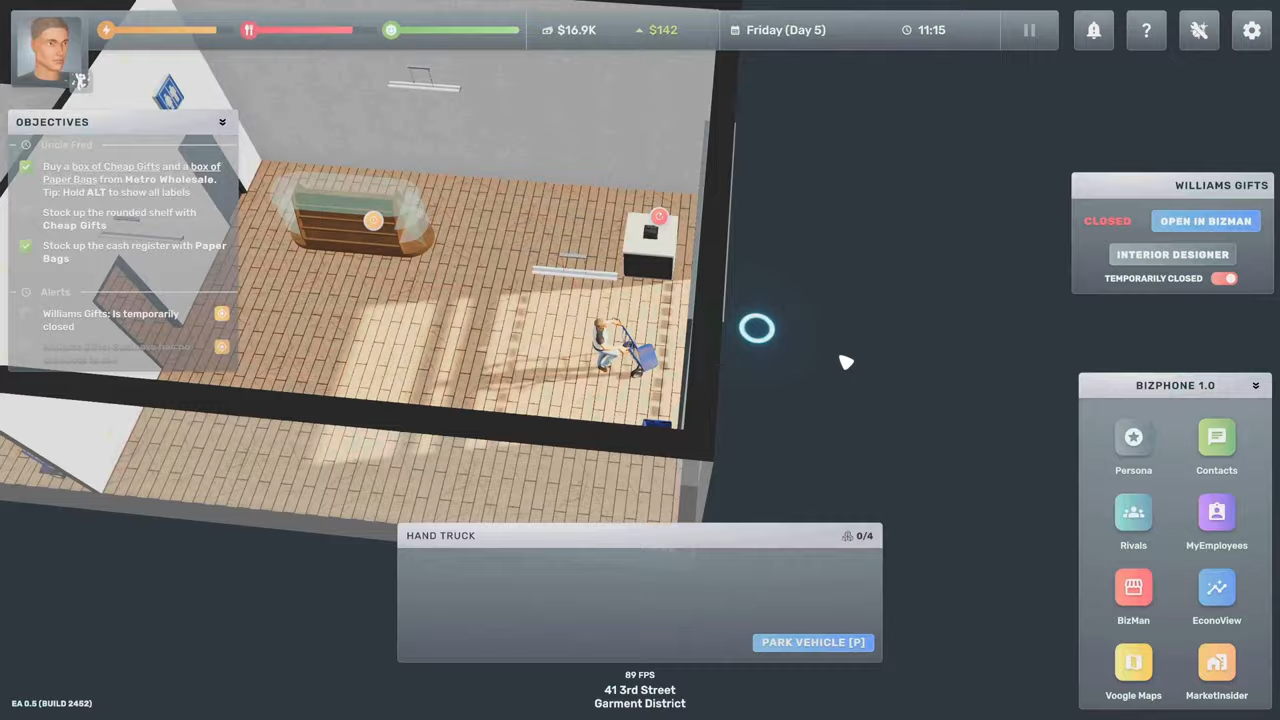 $16.9K
$142
Friday (Day 5)
11:15
?
OBJECTIVES
Uncle Fred
Buy a box of Cheap Gifts and a box of
Paper Bags from Metro Wholesale.
Tip: Hold ALT to show all labels
Stock up the rounded shelf with
Cheap Gifts
Stock up the cash register with Paper
Bags
Alerts
Williams Gifts: Is temporarily
closed
WILLIAMS GIFTS
CLOSED
OPEN IN BIZMAN
INTERIOR DESIGNER
TEMPORARILY CLOSED
BIZPHONE 1.0
Persona
Contacts
Rivals
MyEmployees
BizMan
EconoView
Voogle Maps
MarketInsider
HAND TRUCK
0/4
PARK VEHICLE [P]
89 FPS
41 3rd Street
Garment District
EA 0.5 (BUILD 2452)